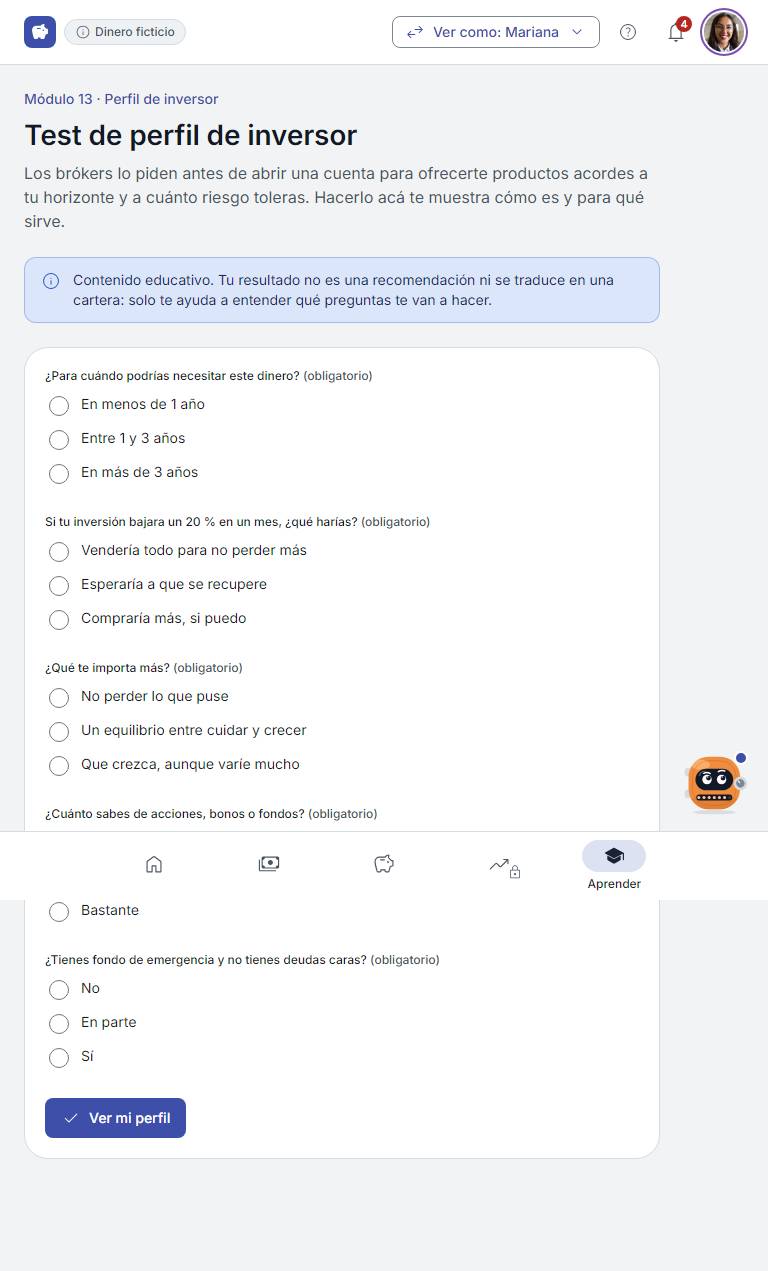 Dinero ficticio
Ver como: Mariana
4
Módulo 13 · Perfil de inversor
Test de perfil de inversor
Los brókers lo piden antes de abrir una cuenta para ofrecerte productos acordes a
tu horizonte y a cuánto riesgo toleras. Hacerlo acá te muestra cómo es y para qué
sirve.
Contenido educativo. Tu resultado no es una recomendación ni se traduce en una
cartera: solo te ayuda a entender qué preguntas te van a hacer.
¿Para cuándo podrías necesitar este dinero? (obligatorio)
En menos de 1 año
Entre 1 y 3 años
En más de 3 años
Si tu inversión bajara un 20 % en un mes, ¿qué harías? (obligatorio)
Vendería todo para no perder más
Esperaría a que se recupere
Compraría más, si puedo
¿Qué te importa más? (obligatorio)
No perder lo que puse
Un equilibrio entre cuidar y crecer
Que crezca, aunque varíe mucho
¿Cuánto sabes de acciones, bonos o fondos? (obligatorio)
Aprender
Bastante
¿Tienes fondo de emergencia y no tienes deudas caras? (obligatorio)
No
En parte
Sí
Ver mi perfil